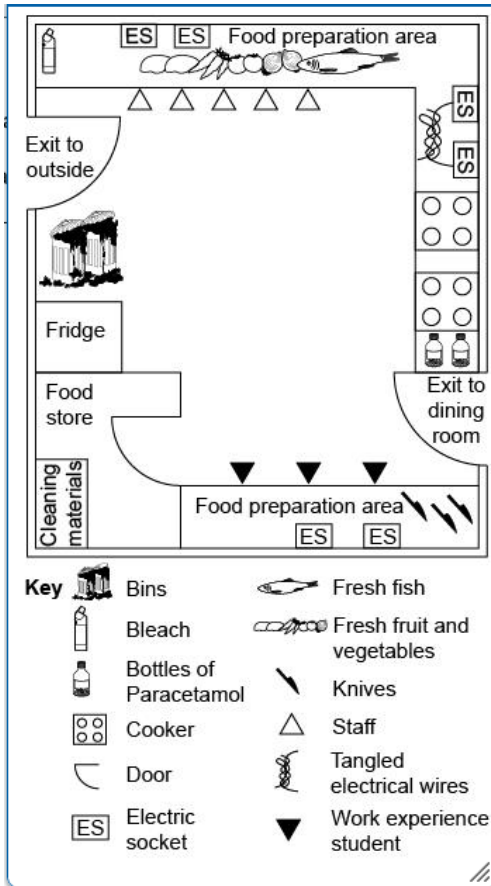 ES ES
Food preparation area
ES
Exit to
outside
ES
Fridge
Food
store
Exit to
dining
room
Cleaning
materials
Food preparation area
ES ES
Key
Bins
Fresh fish
Bleach
Fresh fruit and
vegetables
Bottles of
Paracetamol
Knives
Cooker
Staff
Door
Tangled
electrical wires
ES
Electric
socket
Work experience
student